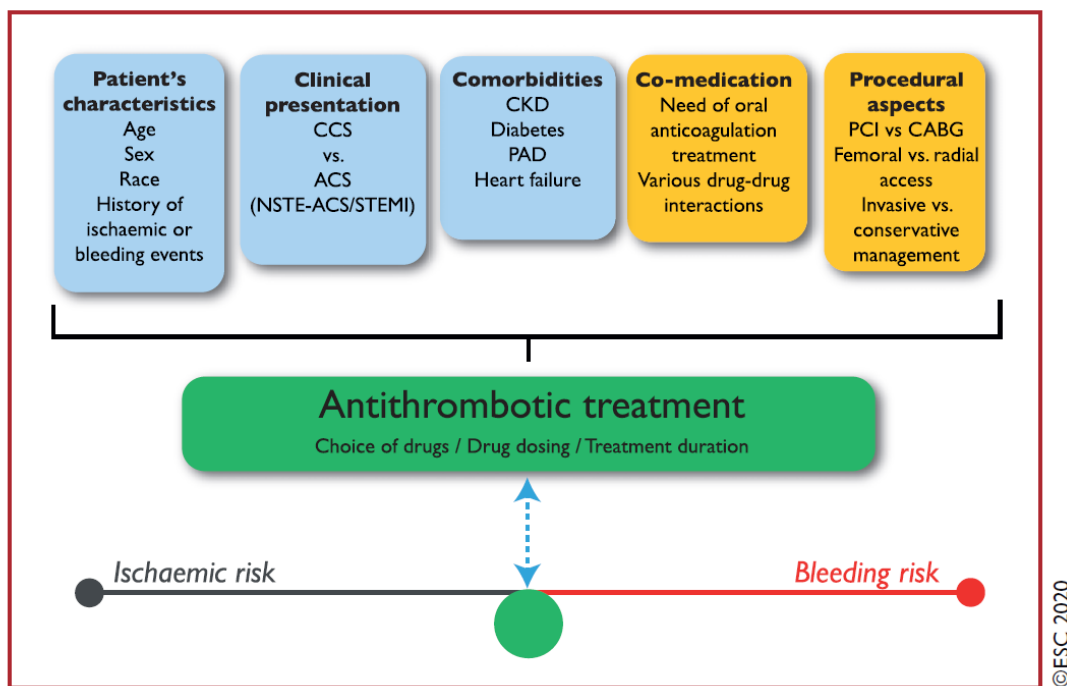 Patient's
characteristics
Age
Sex
Race
History of
ischaemic or
bleeding events
Clinical
presentation
CCS
vs.
ACS
(NSTE-ACS/STEMI)
Comorbidities
CKD
Diabetes
PAD
Heart failure
Co-medication
Need of oral
anticoagulation
treatment
Various drug-drug
interactions
Procedural
aspects
PCI vs CABG
Femoral vs. radial
access
Invasive vs.
conservative
management
Antithrombotic treatment
Choice of drugs / Drug dosing / Treatment duration
Ischaemic risk
Bleeding risk
©ESC 2020